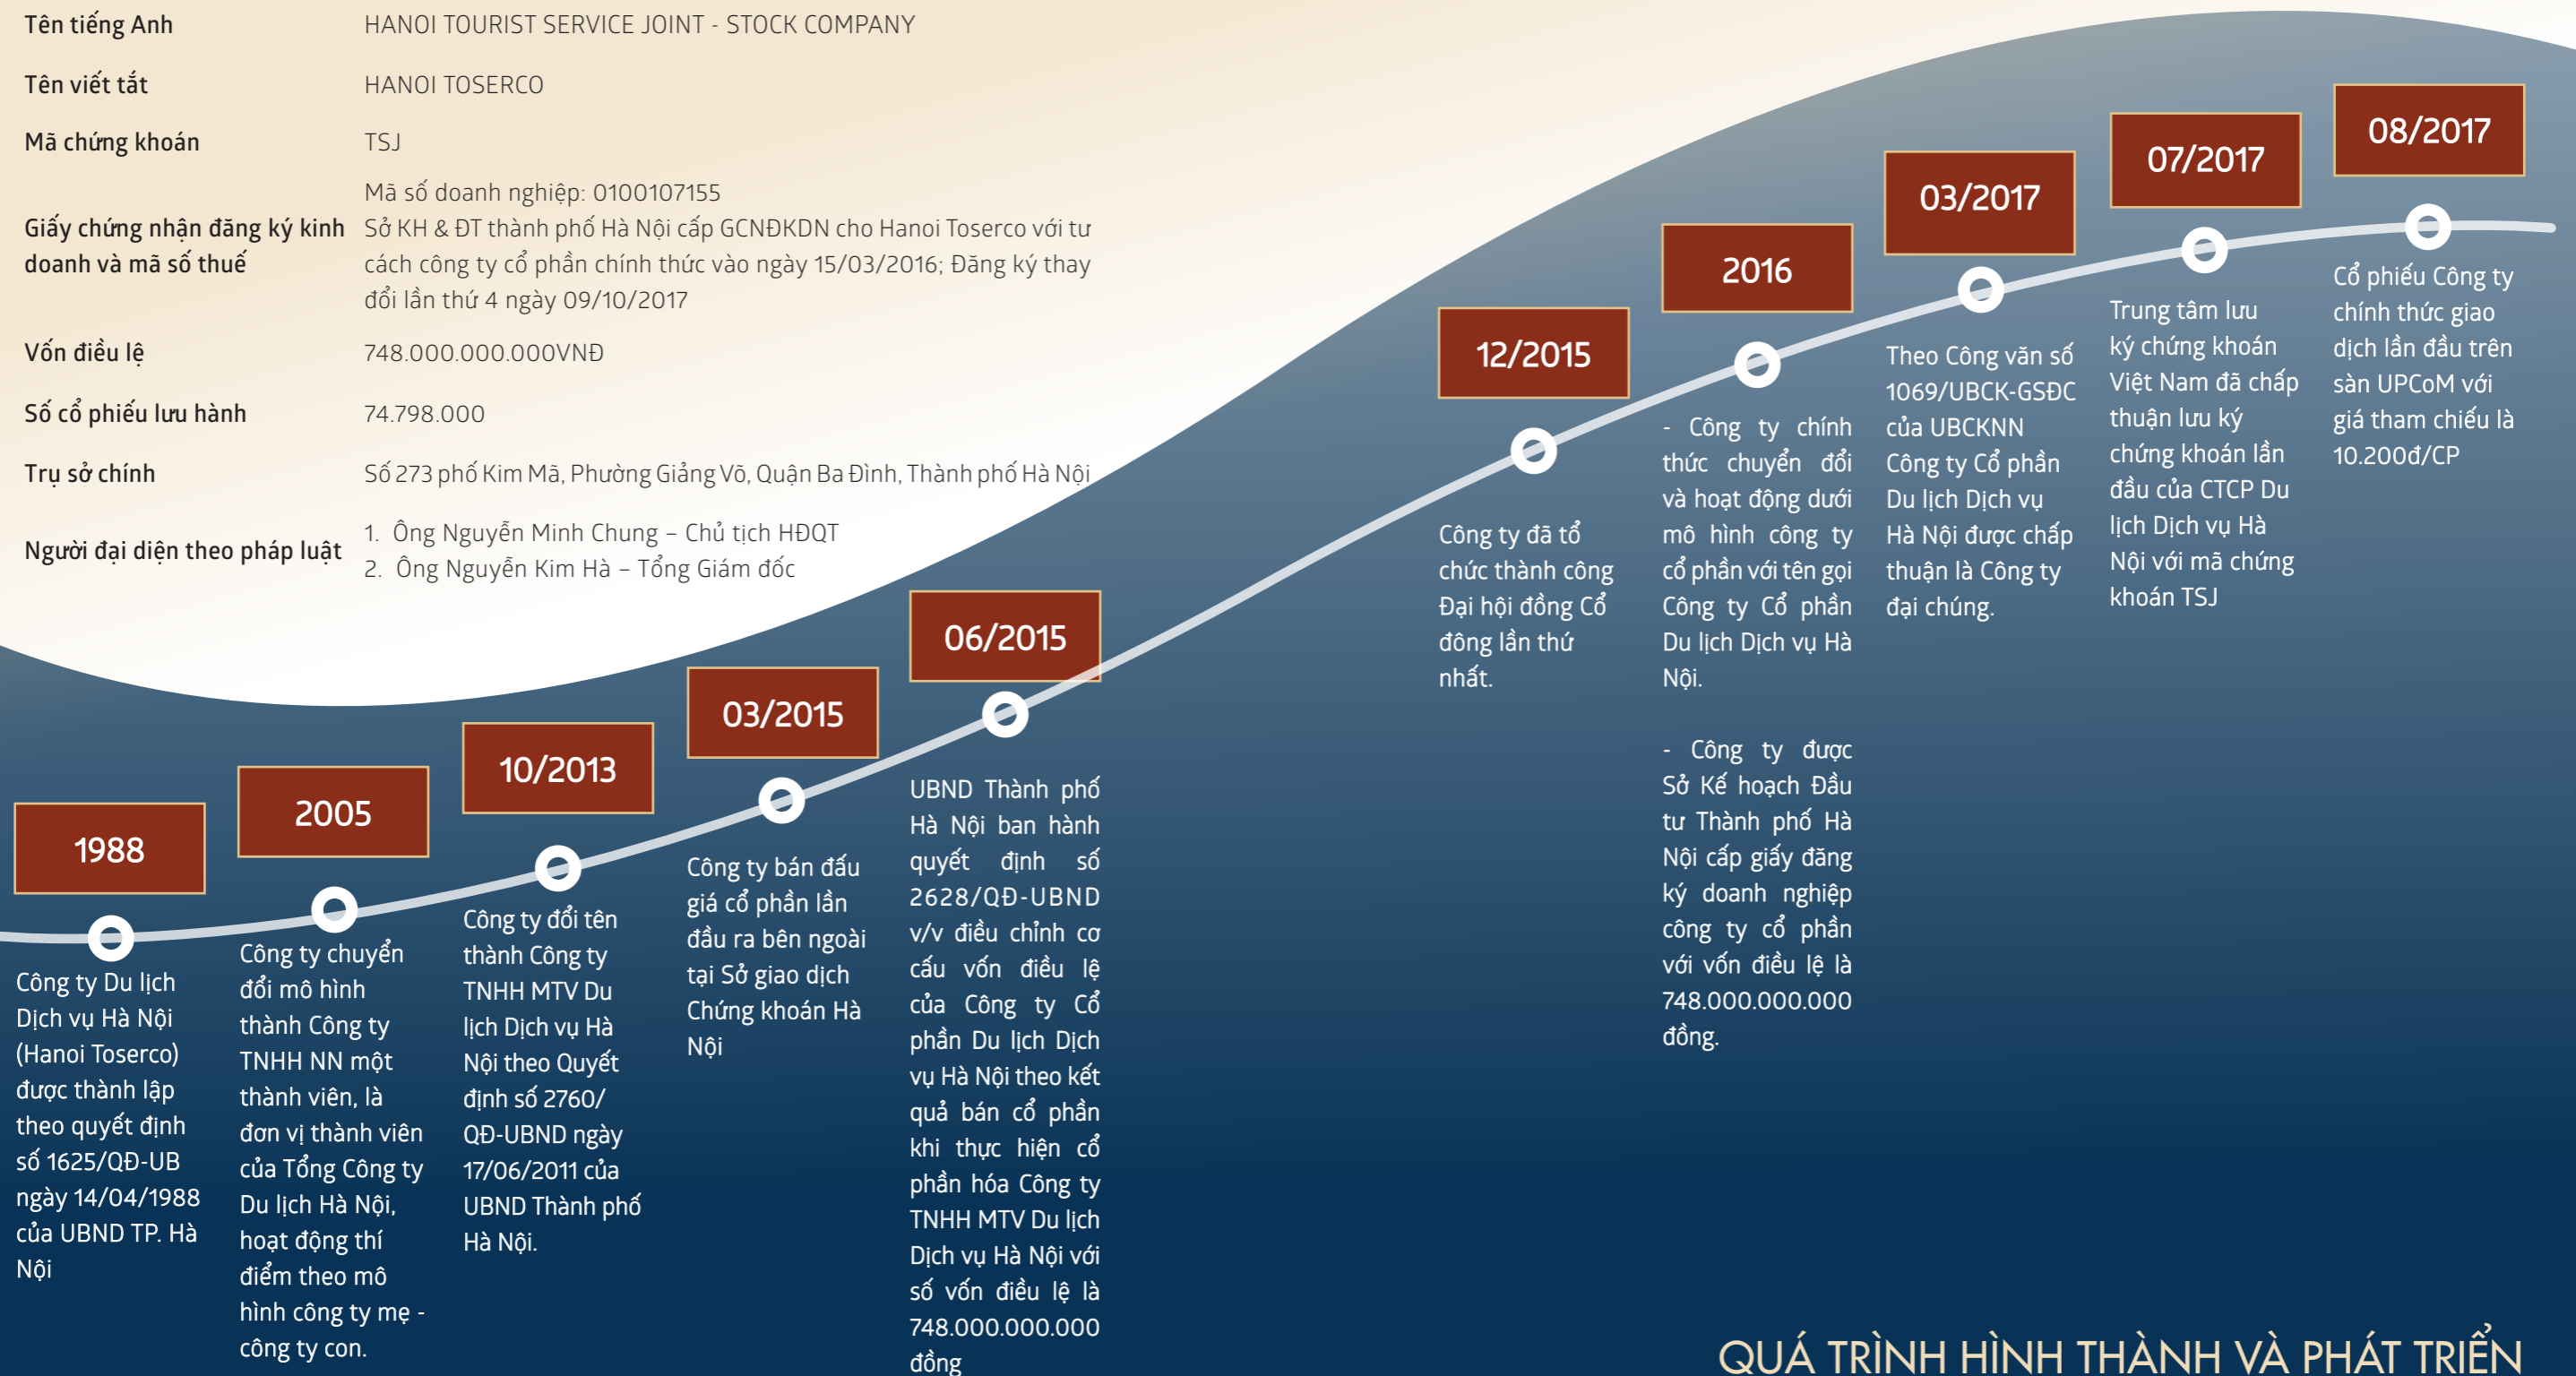 Tên tiếng Anh
HANOI TOURIST SERVICE JOINT - STOCK COMPANY
Tên viết tắt
HANOI TOSERCO
Mã chứng khoán
TSJ
Giấy chứng nhận đăng ký kinh
doanh và mã số thuế
Mã số doanh nghiệp: 0100107155
Sở KH & ĐT thành phố Hà Nội cấp GCNĐKDN cho Hanoi Toserco với tư
cách công ty cổ phần chính thức vào ngày 15/03/2016; Đăng ký thay
đổi lần thứ 4 ngày 09/10/2017
Vốn điều lệ
748.000.000.000VNĐ
Số cổ phiếu lưu hành
74.798.000
Trụ sở chính
Số 273 phố Kim Mã, Phường Giảng Võ, Quận Ba Đình, Thành phố Hà Nội
Người đại diện theo pháp luật
1. Ông Nguyễn Minh Chung – Chủ tịch HĐQT
2. Ông Nguyễn Kim Hà – Tổng Giám đốc
1988
Công ty Du lịch
Dịch vụ Hà Nội
(Hanoi Toserco)
được thành lập
theo quyết định
số 1625/QĐ-UB
ngày 14/04/1988
của UBND TP. Hà
Nội
2005
Công ty chuyển
đổi mô hình
thành Công ty
TNHH NN một
thành viên, là
đơn vị thành viên
của Tổng Công ty
Du lịch Hà Nội,
hoạt động thí
điểm theo mô
hình công ty mẹ -
công ty con.
10/2013
Công ty đổi tên
thành Công ty
TNHH MTV Du
lịch Dịch vụ Hà
Nội theo Quyết
định số 2760/
QĐ-UBND ngày
17/06/2011 của
UBND Thành phố
Hà Nội.
03/2015
Công ty bán đấu
giá cổ phần lần
đầu ra bên ngoài
tại Sở giao dịch
Chứng khoán Hà
Nội
06/2015
UBND Thành phố
Hà Nội ban hành
quyết định số
2628/QĐ-UBND
v/v điều chỉnh cơ
cấu vốn điều lệ
của Công ty Cổ
phần Du lịch Dịch
vụ Hà Nội theo kết
quả bán cổ phần
khi thực hiện cổ
phần hóa Công ty
TNHH MTV Du lịch
Dịch vụ Hà Nội với
số vốn điều lệ là
748.000.000.000
đồng
12/2015
Công ty đã tổ
chức thành công
Đại hội đồng Cổ
đông lần thứ
nhất.
2016
- Công ty chính
thức chuyển đổi
và hoạt động dưới
mô hình công ty
cổ phần với tên gọi
Công ty Cổ phần
Du lịch Dịch vụ Hà
Nội.
- Công ty được
Sở Kế hoạch Đầu
tư Thành phố Hà
Nội cấp giấy đăng
ký doanh nghiệp
công ty cổ phần
với vốn điều lệ là
748.000.000.000
đồng.
03/2017
Theo Công văn số
1069/UBCK-GSĐC
của UBCKNN
Công ty Cổ phần
Du lịch Dịch vụ
Hà Nội được chấp
thuận là Công ty
đại chúng.
07/2017
Trung tâm lưu
ký chứng khoán
Việt Nam đã chấp
thuận lưu ký
chứng khoán lần
đầu của CTCP Du
lịch Dịch vụ Hà
Nội với mã chứng
khoán TSJ
08/2017
Cổ phiếu Công ty
chính thức giao
dịch lần đầu trên
sàn UPCoM với
giá tham chiếu là
10.200đ/CP
QUÁ TRÌNH HÌNH THÀNH VÀ PHÁT TRIỂN